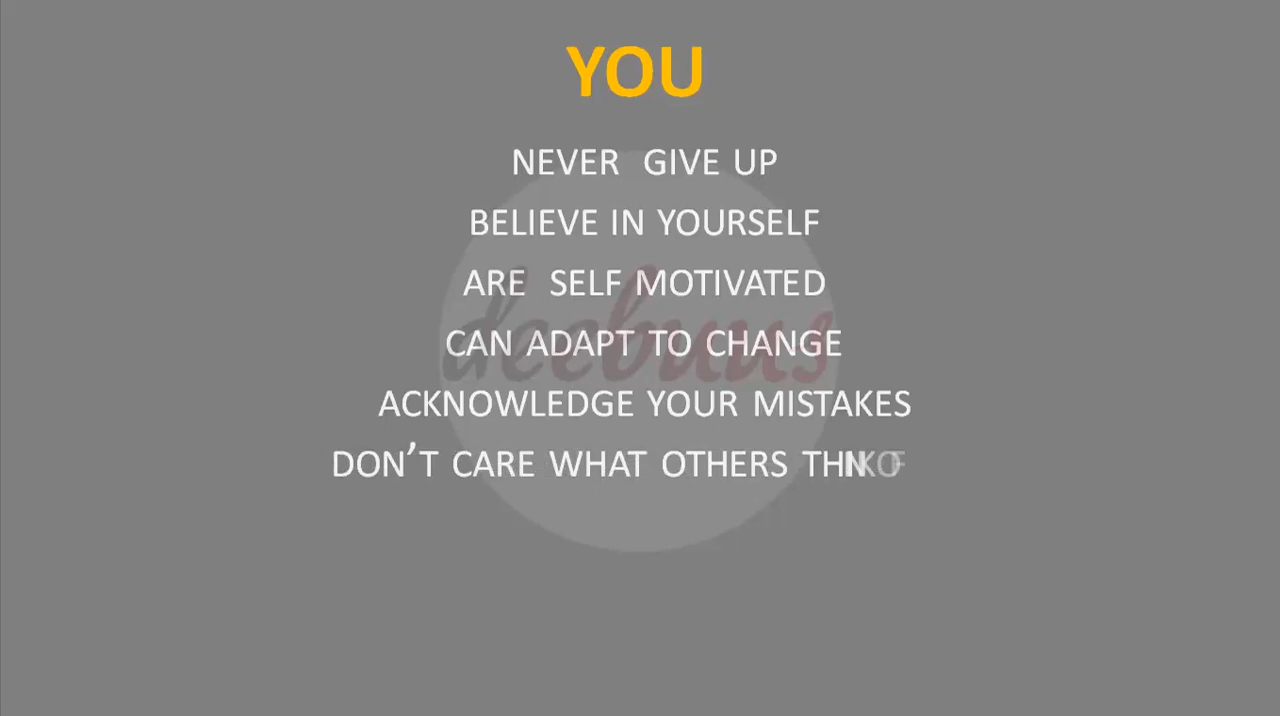 YOU
NEVER GIVE UP
BELIEVE IN YOURSELF
ARE SELF MOTIVATED
deebuus
CAN ADAPT TO CHANGE
ACKNOWLEDGE YOUR MISTAKES
DON'T CARE WHAT OTHERS